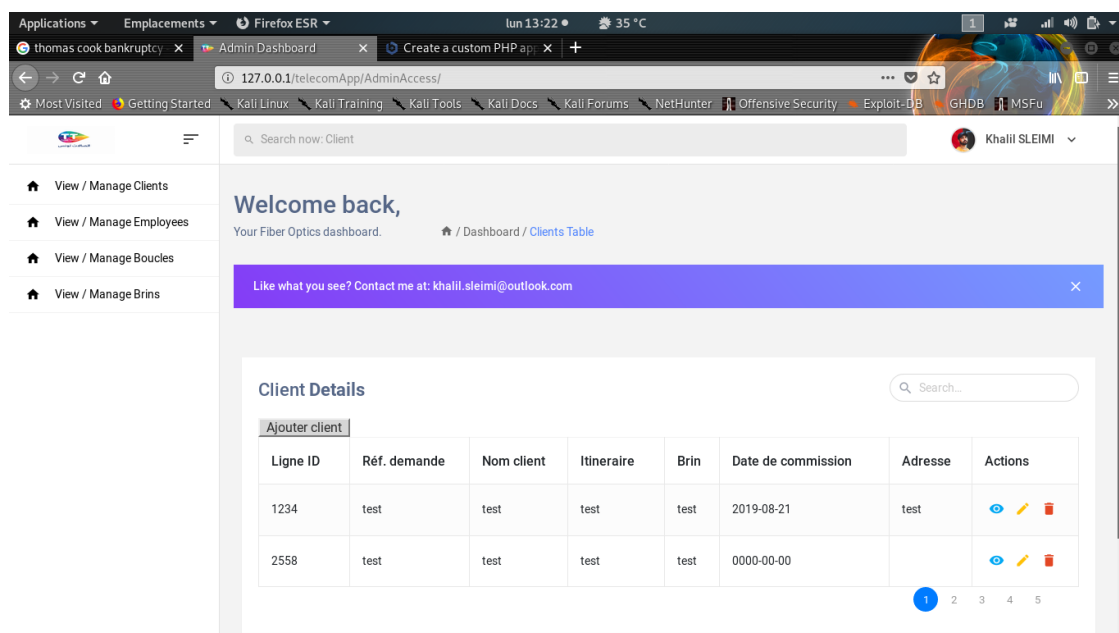 Applications Emplacements Firefox ESR lun 13:22 35 °C 1
thomas cook bankruptcy Admin Dashboard Create a custom PHP ap
127.0.0.1/telecomApp/AdminAccess/
Most Visited Getting Started Kali Linux Kali Training Kali Tools Kali Docs Kali Forums NetHunter Offensive Security Exploit-DB GHDB MSFu
Search now: Client Khalil SLEIMI
View / Manage Clients
View / Manage Employees
View / Manage Boucles
View / Manage Brins
Welcome back,
Your Fiber Optics dashboard. / Dashboard / Clients Table
Like what you see? Contact me at: khalil.sleimi@outlook.com
Client Details Search...
Ajouter client
Ligne ID Réf. demande Nom client Itineraire Brin Date de commission Adresse Actions
1234 test test test test 2019-08-21 test
2558 test test test test 0000-00-00
1 2 3 4 5